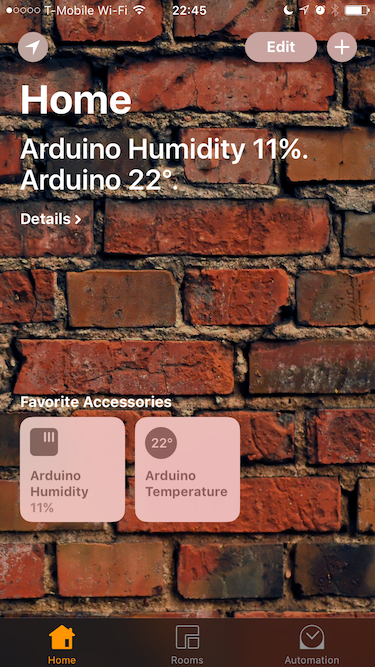 T-Mobile Wi-Fi 22:45
Edit
Home
Arduino Humidity 11%.
Arduino 22°.
Details
Favorite Accessories
Arduino
Humidity
11%
22°
Arduino
Temperature
Home Rooms Automation